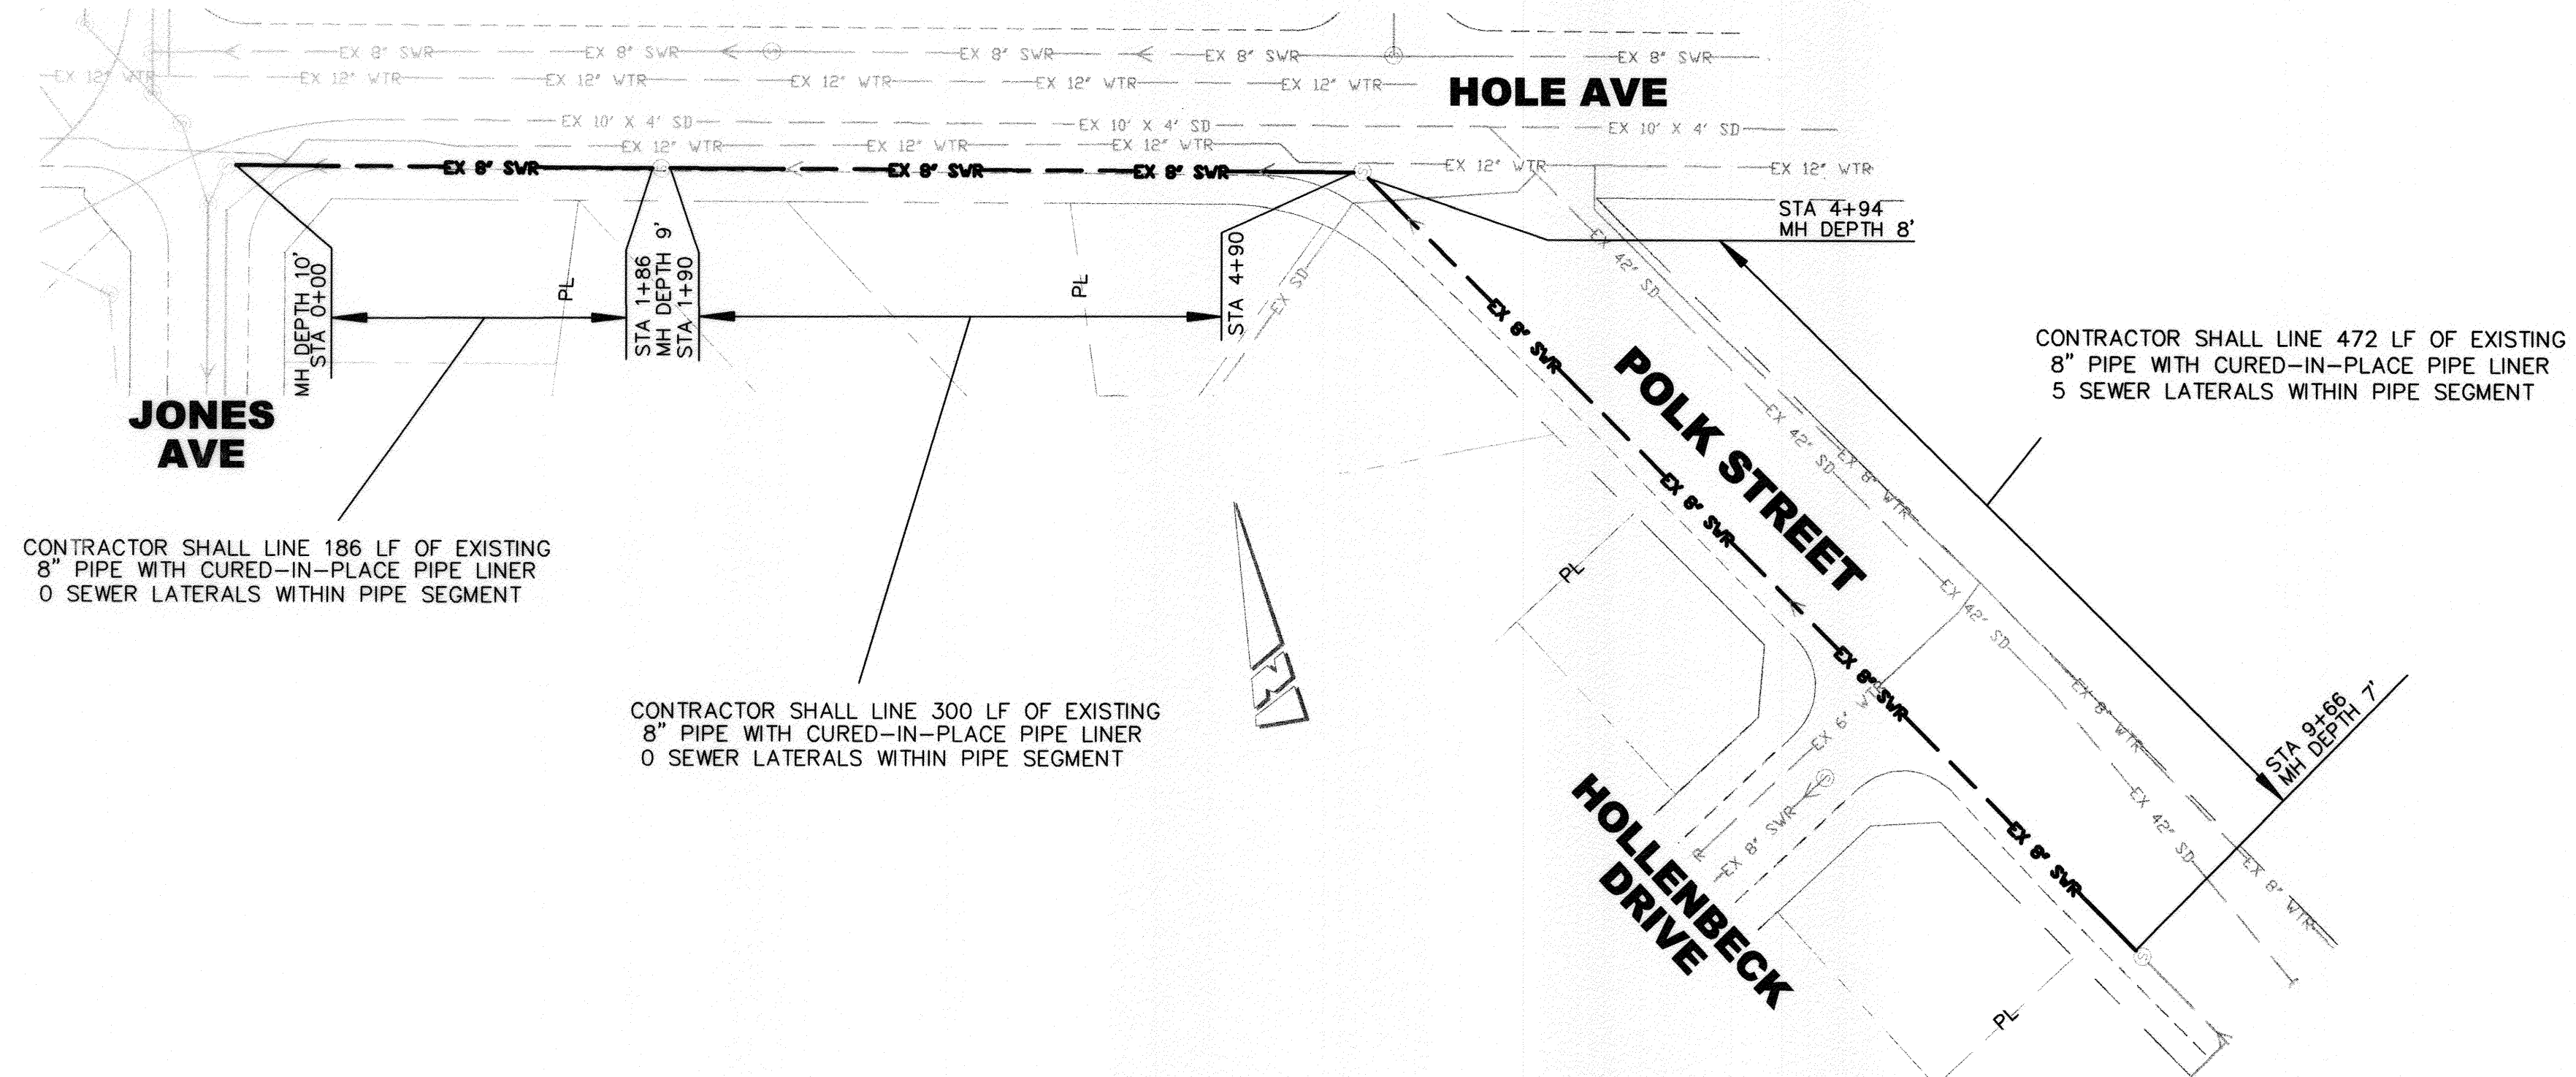 EX 8" SWR
EX 8" SWR
EX 8" SWR
EX 8" SWR
EX 8" SWR
EX 12" WTR
EX 12" WTR
EX 12" WTR
EX 12" WTR
EX 12" WTR
EX 12" WTR
HOLE AVE
EX 10' X 4' SD
EX 10' X 4' SD
EX 10' X 4' SD
EX 12" WTR
EX 12" WTR
EX 12" WTR
EX 12" WTR
EX 12" WTR
EX 8" SWR
EX 8" SWR
EX 8" SWR
STA 4+94
MH DEPTH 8'
MH DEPTH 10'
STA 0+00
PL
STA 1+86
MH DEPTH 9'
STA 1+90
PL
STA 4+90
EX SD
EX 42" SD
EX 8" SWR
POLK STREET
CONTRACTOR SHALL LINE 472 LF OF EXISTING
8" PIPE WITH CURED-IN-PLACE PIPE LINER
5 SEWER LATERALS WITHIN PIPE SEGMENT
JONES
AVE
EX 42" SD
EX 8" WTR
EX 8" SWR
CONTRACTOR SHALL LINE 186 LF OF EXISTING
8" PIPE WITH CURED-IN-PLACE PIPE LINER
0 SEWER LATERALS WITHIN PIPE SEGMENT
PL
EX 42" SD
EX 8" SWR
EX 8" WTR
EX 6" WTR
CONTRACTOR SHALL LINE 300 LF OF EXISTING
8" PIPE WITH CURED-IN-PLACE PIPE LINER
0 SEWER LATERALS WITHIN PIPE SEGMENT
STA 9+66
MH DEPTH 7'
EX 8" SWR
EX 42" SD
EX 8" SWR
EX 8" WTR
HOLLENBECK
DRIVE
PL